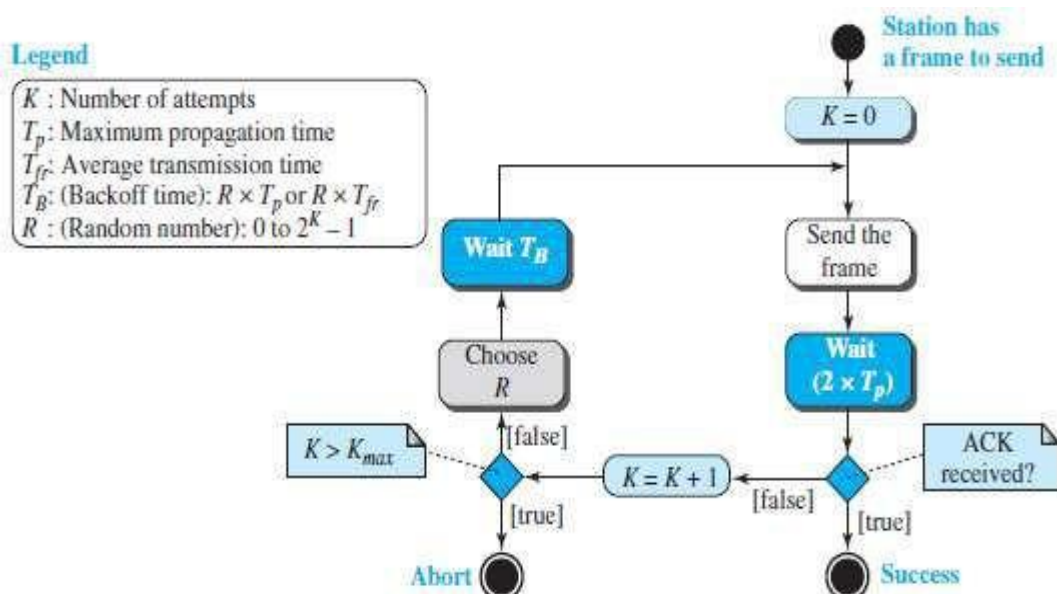 Station has
a frame to send
Legend
K : Number of attempts
Tp: Maximum propagation time
Tfr: Average transmission time
TB: (Backoff time): R × Tp or R × Tfr
R : (Random number): 0 to 2^K − 1
K = 0
Wait TB
Send the
frame
Choose
R
Wait
(2 × Tp)
[false]
K > Kmax
K = K + 1
ACK
received?
[false]
[true]
[true]
Abort
Success